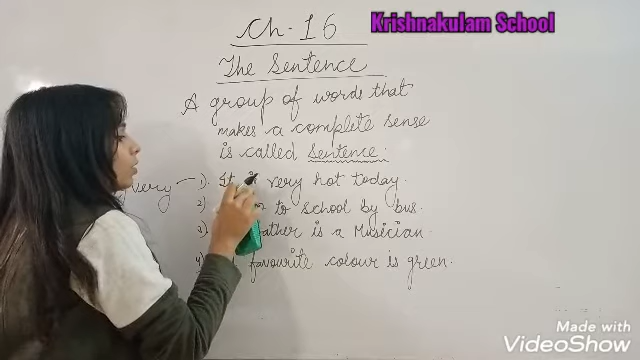 Krishnakulam School
Ch-16
The Sentence
A group of words that
makes a complete sense
is called sentence.
very 1). It is very hot today.
2) to school by bus.
3) is a Musician.
4) favourite colour is green.
Made with
VideoShow